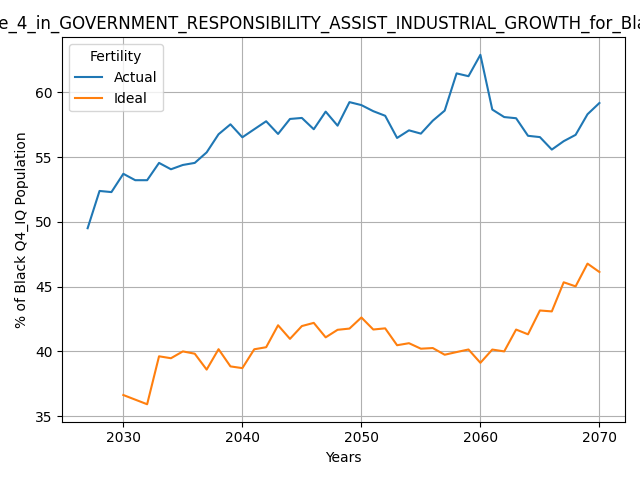 e_4_in_GOVERNMENT_RESPONSIBILITY_ASSIST_INDUSTRIAL_GROWTH_for_Bla
Fertility
Actual
Ideal
% of Black Q4_IQ Population
60
55
50
45
40
35
2030 2040 2050 2060 2070
Years